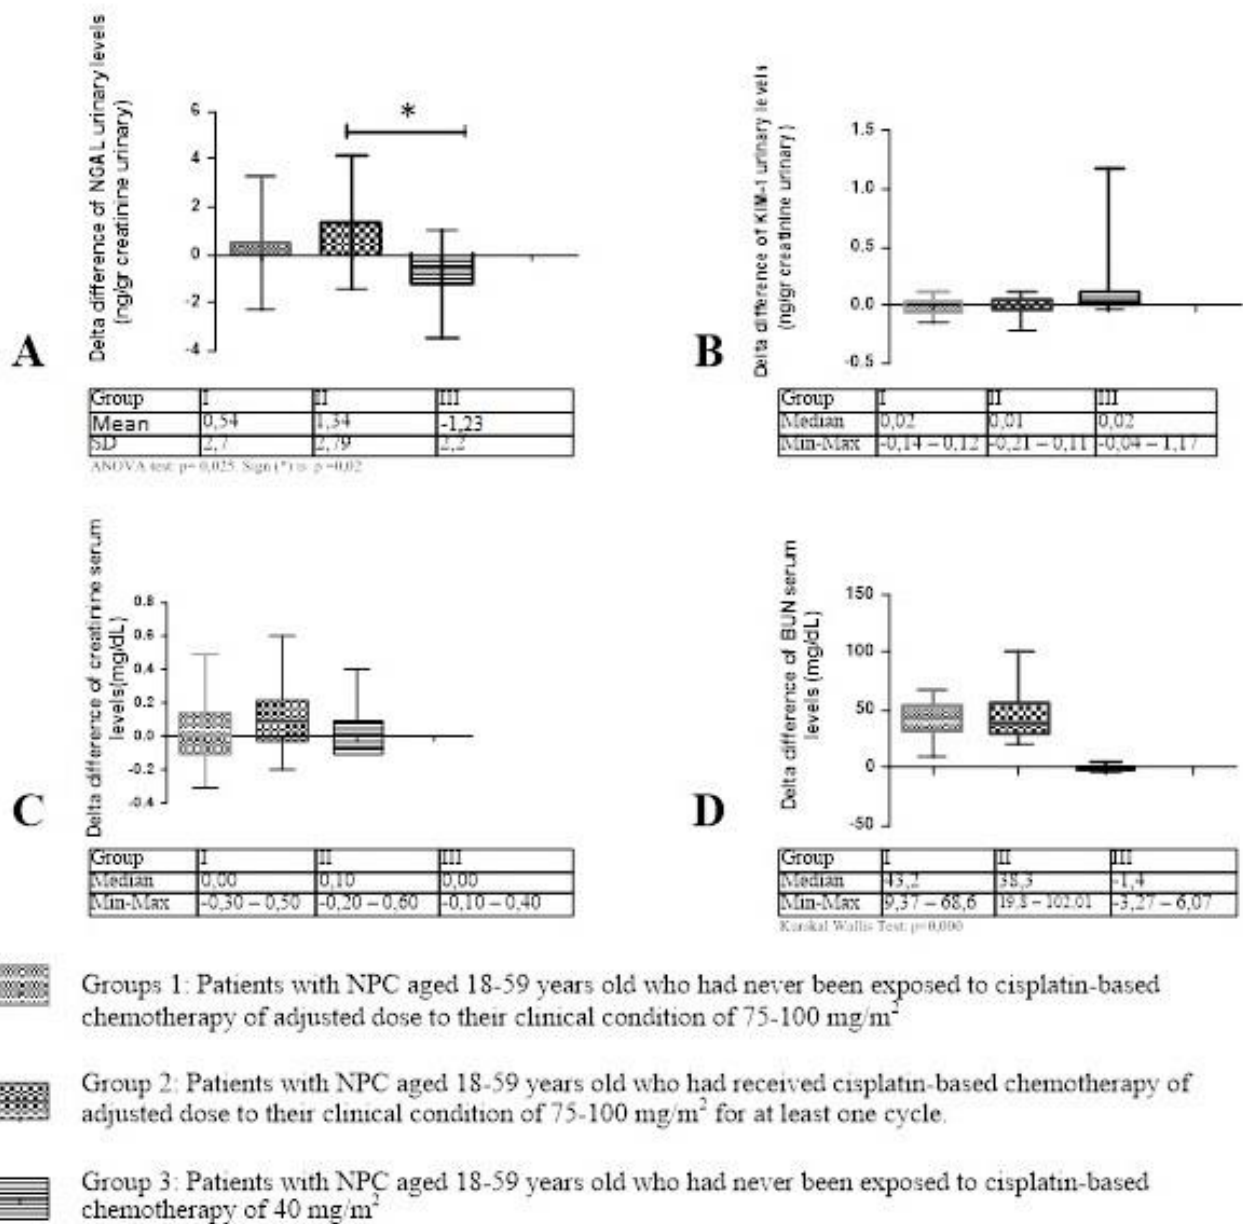 Delta difference of NGAL urinary levels
(ng/gr creatinine urinary)
6
4
2
0
-2
-4
*
A
Group I II III
Mean 0,54 1,34 -1,23
SD 2,7 2,79 2,2
ANOVA test: p= 0,025. Sign (*) is p =0,02
Delta difference of KIM-1 urinary levels
(ng/gr creatinine urinary)
1.5
1.0
0.5
0.0
-0.5
B
Group I II III
Median 0,02 0,01 0,02
Min-Max -0,14 – 0,12 -0,21 – 0,11 -0,04 – 1,17
Delta difference of creatinine serum
levels(mg/dL)
0.8
0.6
0.4
0.2
0.0
-0.2
-0.4
C
Group I II III
Median 0,00 0,10 0,00
Min-Max -0,30 – 0,50 -0,20 – 0,60 -0,10 – 0,40
Delta difference of BUN serum
levels (mg/dL)
150
100
50
0
-50
D
Group I II III
Median 43,2 38,3 -1,4
Min-Max 9,37 – 68,6 19,8 – 102.01 -3,27 – 6,07
Kurskal Wallis Test: p=0,000
Groups 1: Patients with NPC aged 18-59 years old who had never been exposed to cisplatin-based
chemotherapy of adjusted dose to their clinical condition of 75-100 mg/m²
Group 2: Patients with NPC aged 18-59 years old who had received cisplatin-based chemotherapy of
adjusted dose to their clinical condition of 75-100 mg/m² for at least one cycle.
Group 3: Patients with NPC aged 18-59 years old who had never been exposed to cisplatin-based
chemotherapy of 40 mg/m²